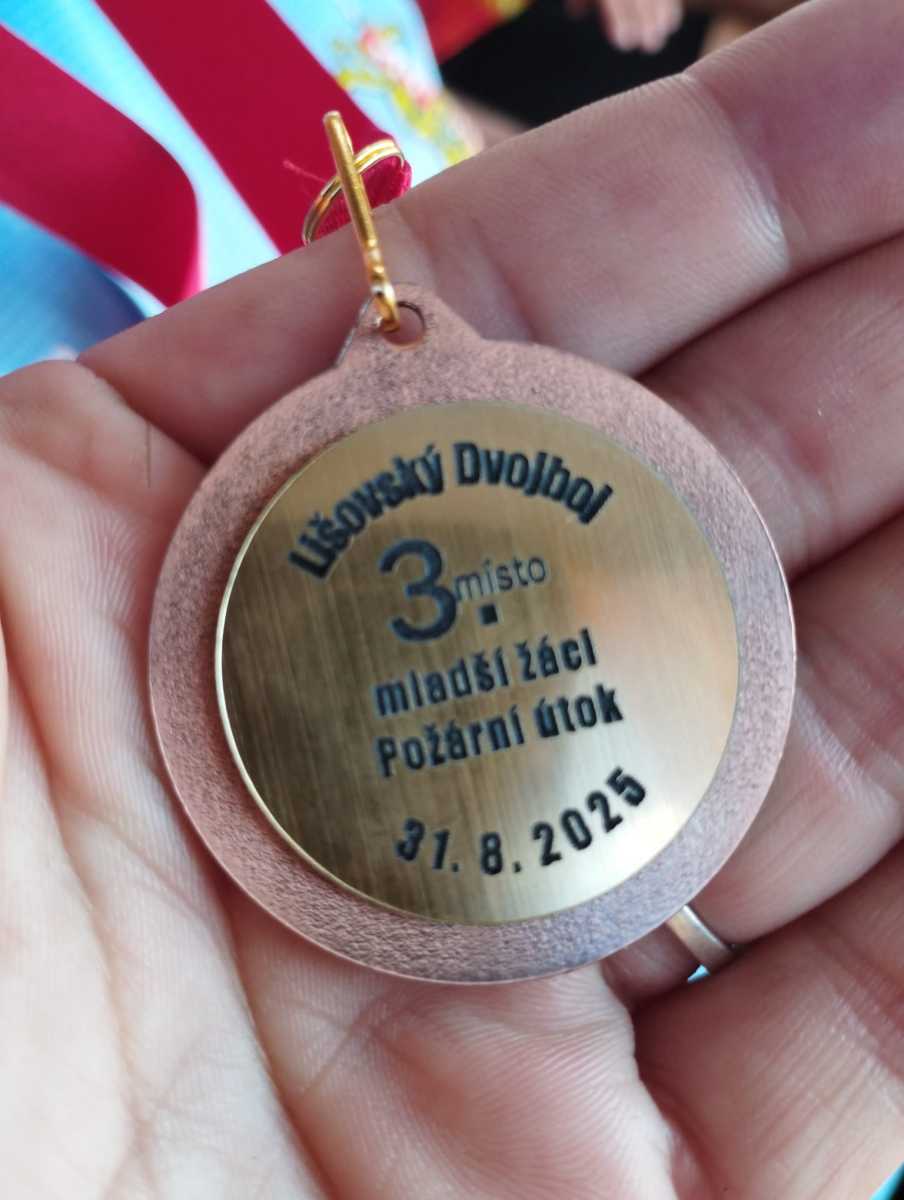 Lišovský Dvojboj
3. místo
mladší žáci
Požární útok
31. 8. 2025